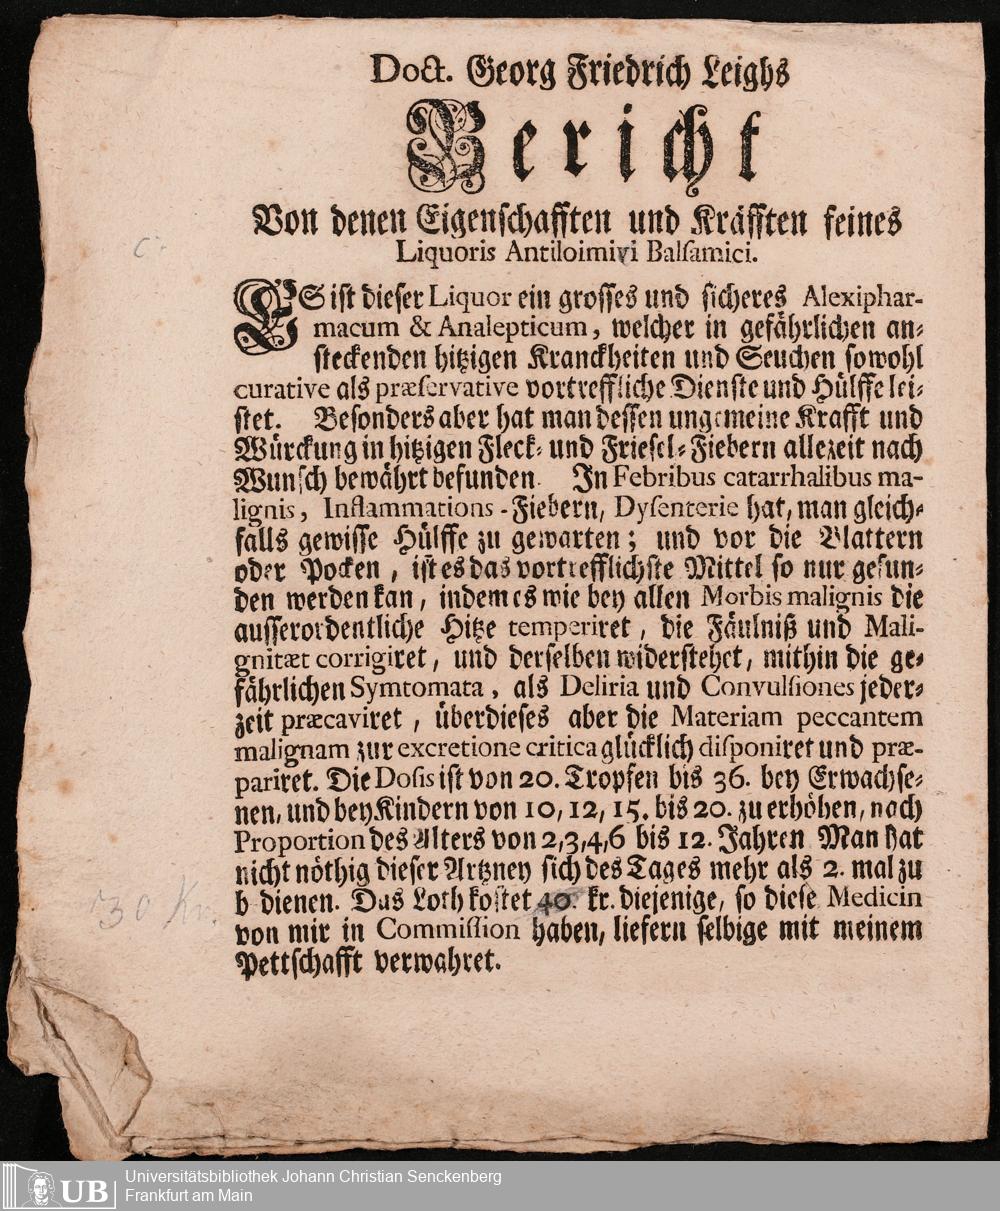 Doct. Georg Friedrich Leighs
Bericht
Von denen Eigenschafften und Kräfften seines
Liquoris Antiloimivi Balsamici.
ES ist dieser Liquor ein grosses und sicheres Alexiphar-
macum & Analepticum, welcher in gefährlichen an-
steckenden hitzigen Kranckheiten und Seuchen sowohl
curative als præservative vortreffliche Dienste und Hülffe lei-
stet. Besonders aber hat man dessen ungemeine Krafft und
Würckung in hitzigen Fleck- und Friesel-Fiebern allezeit nach
Wunsch bewährt befunden. In Febribus catarrhalibus ma-
lignis, Inflammations-Fiebern, Dysenterie hat, man gleich-
falls gewisse Hülffe zu gewarten; und vor die Blattern
oder Pocken, ist es das vortrefflichste Mittel so nur gefun-
den werden kan, indem es wie bey allen Morbis malignis die
ausserordentliche Hitze temperiret, die Fäulniß und Mali-
gnitæt corrigiret, und derselben widerstehet, mithin die ge-
fährlichen Symtomata, als Deliria und Convulsiones jeder-
zeit præcaviret, überdieses aber die Materiam peccantem
malignam zur excretione critica glücklich disponiret und præ-
pariret. Die Dosis ist von 20. Tropfen bis 36. bey Erwachse-
nen, und bey Kindern von 10, 12, 15. bis 20. zu erhöhen, nach
Proportion des Alters von 2,3,4,6 bis 12. Jahren Man hat
nicht nöthig dieser Artzney sich des Tages mehr als 2. mal zu
b dienen. Das Loth kostet 40. kr. diejenige, so diese Medicin
30 Kr.
von mir in Commission haben, liefern selbige mit meinem
Pettschafft verwahret.
UB
Universitätsbibliothek Johann Christian Senckenberg
Frankfurt am Main